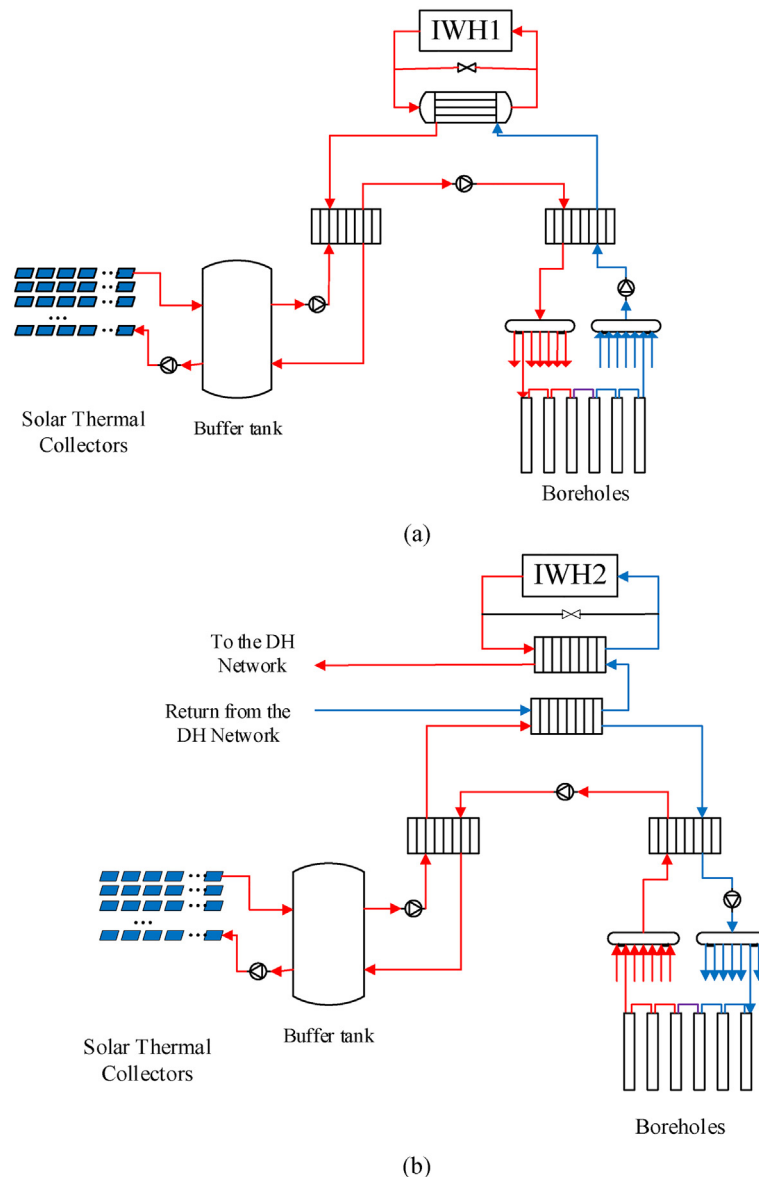 IWH1
Solar Thermal
Collectors
Buffer tank
Boreholes
(a)
IWH2
To the DH
Network
Return from the
DH Network
Solar Thermal
Collectors
Buffer tank
Boreholes
(b)